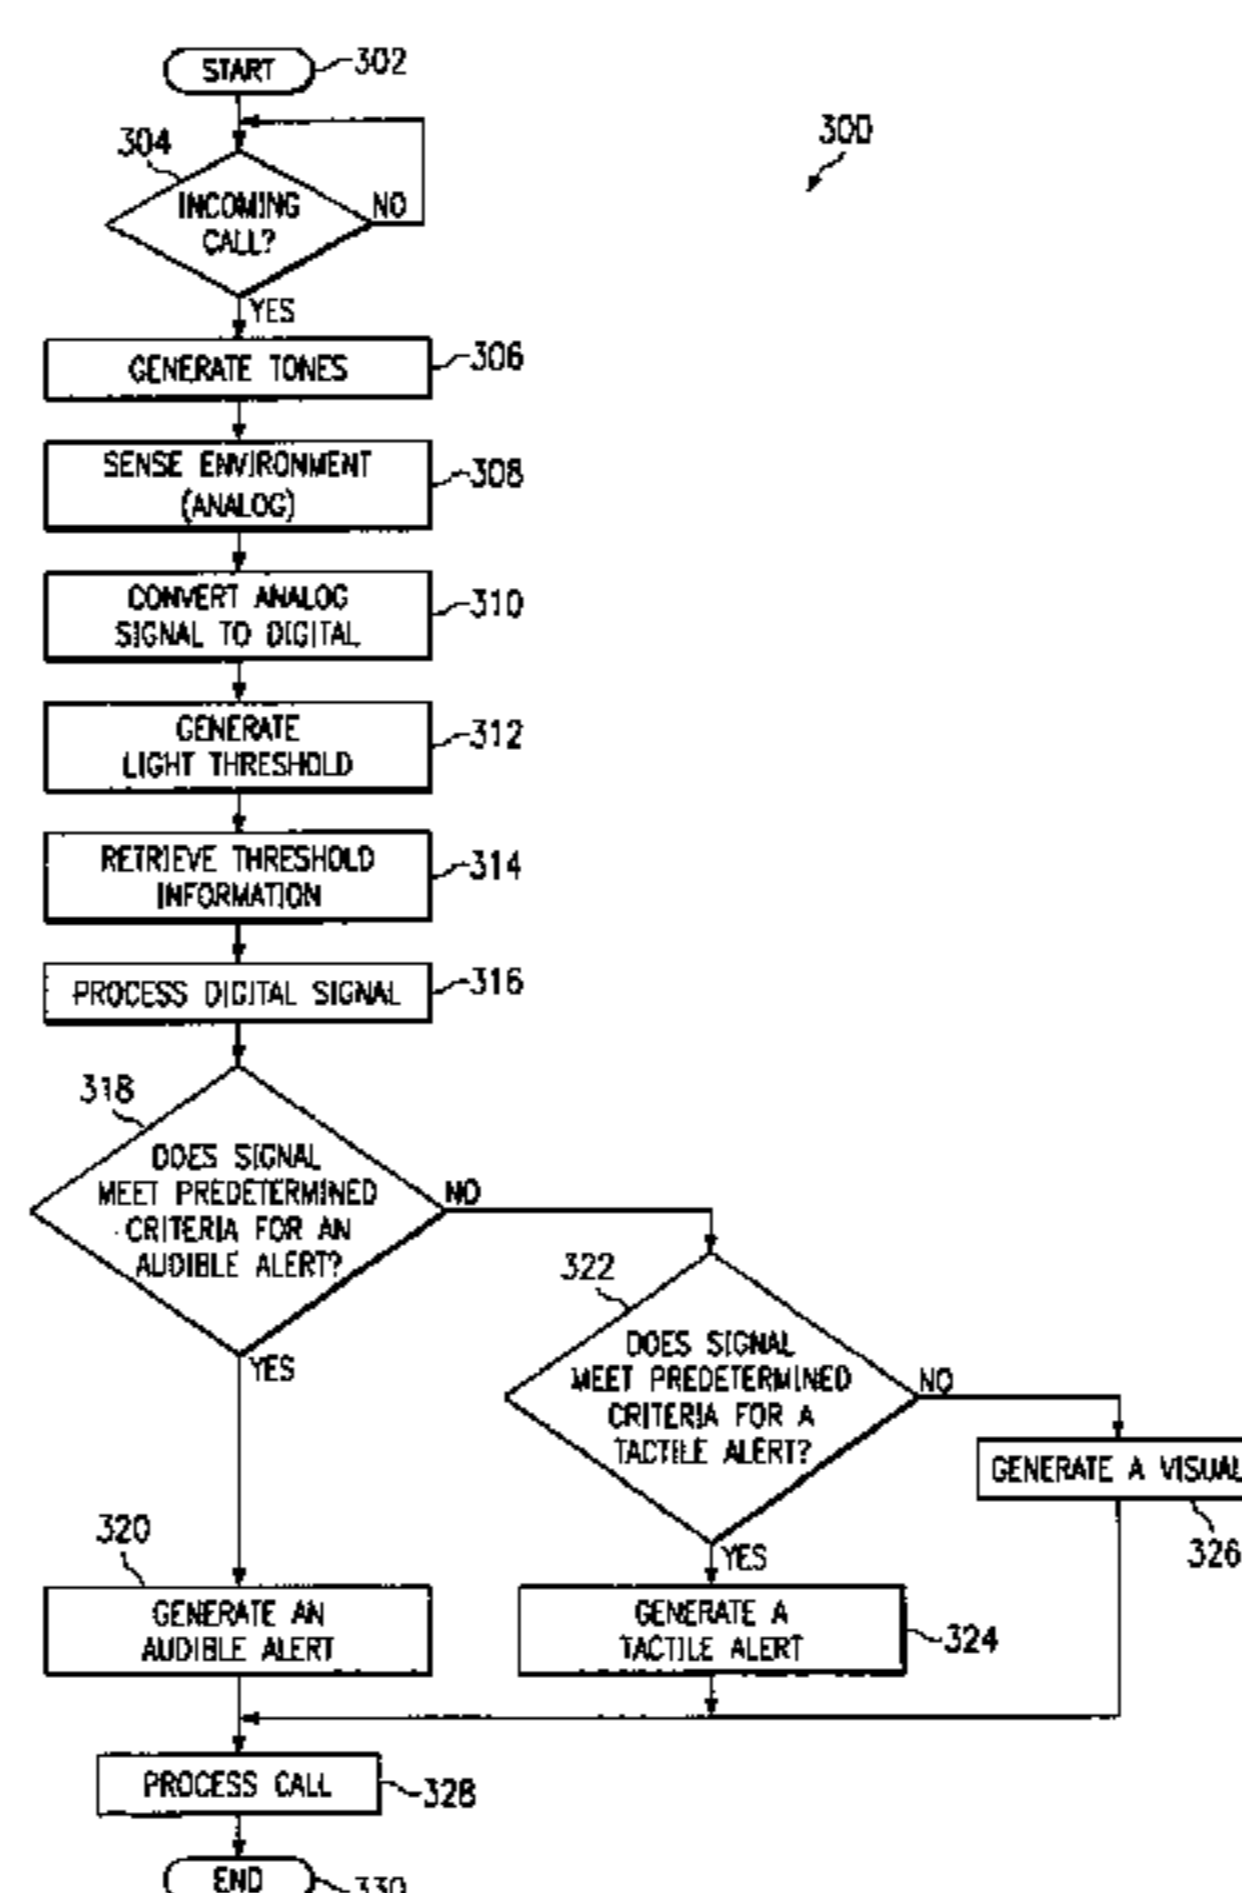 START
302
300
304
INCOMING
CALL?
NO
YES
GENERATE TONES
306
SENSE ENVIRONMENT
(ANALOG)
308
CONVERT ANALOG
SIGNAL TO DIGITAL
310
GENERATE
LIGHT THRESHOLD
312
RETRIEVE THRESHOLD
INFORMATION
314
PROCESS DIGITAL SIGNAL
316
318
DOES SIGNAL
MEET PREDETERMINED
CRITERIA FOR AN
AUDIBLE ALERT?
NO
YES
322
DOES SIGNAL
MEET PREDETERMINED
CRITERIA FOR A
TACTILE ALERT?
NO
YES
GENERATE A VISUAL
326
320
GENERATE AN
AUDIBLE ALERT
GENERATE A
TACTILE ALERT
324
PROCESS CALL
328
END
330